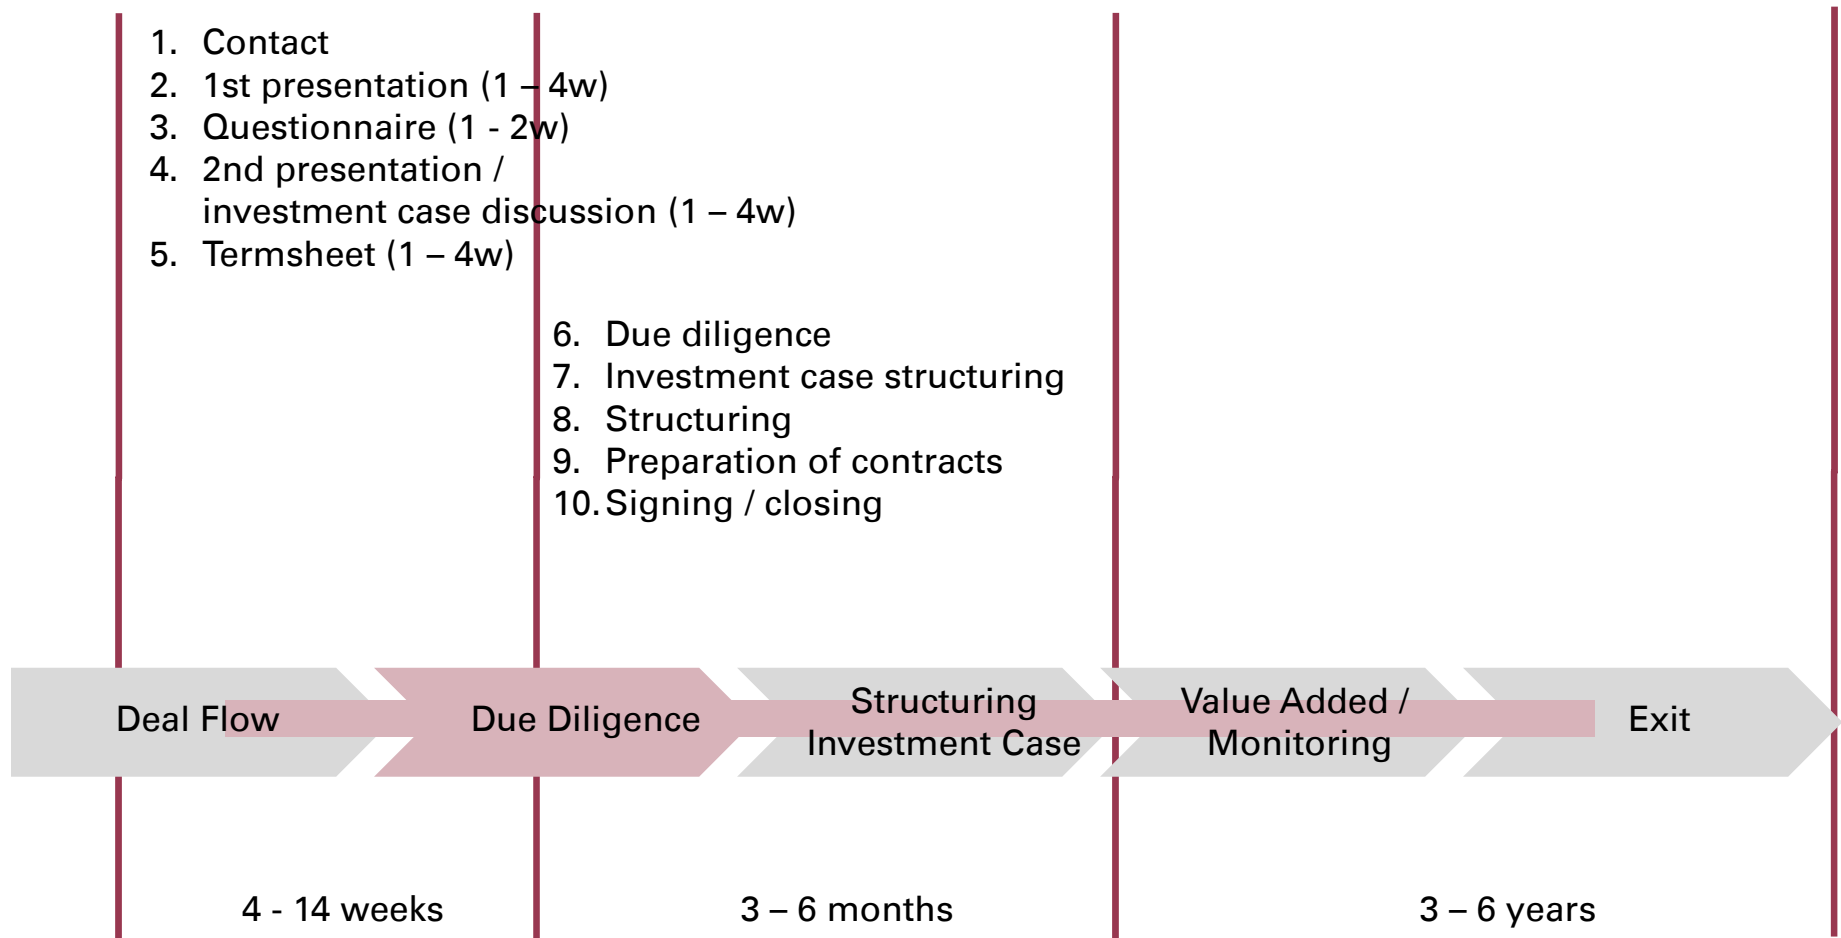 1. Contact
2. 1st presentation (1 – 4w)
3. Questionnaire (1 - 2w)
4. 2nd presentation /
investment case discussion (1 – 4w)
5. Termsheet (1 – 4w)
6. Due diligence
7. Investment case structuring
8. Structuring
9. Preparation of contracts
10. Signing / closing
Deal Flow
Due Diligence
Structuring
Investment Case
Value Added /
Monitoring
Exit
4 - 14 weeks
3 – 6 months
3 – 6 years